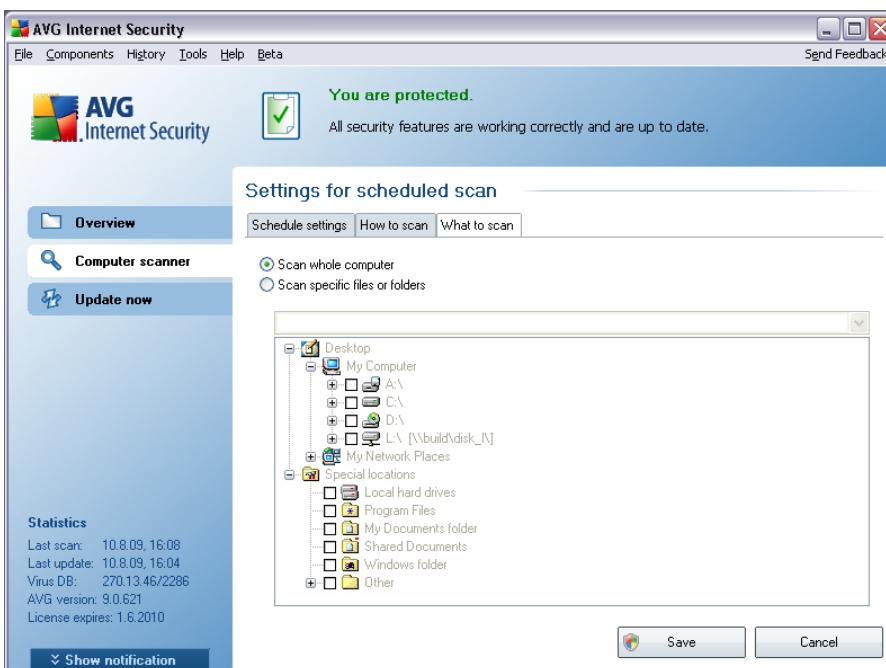 AVG Internet Security
File Components History Tools Help Beta Send Feedback
AVG
Internet Security
You are protected.
All security features are working correctly and are up to date.
Settings for scheduled scan
Overview
Computer scanner
Update now
Schedule settings How to scan What to scan
Scan whole computer
Scan specific files or folders
Desktop
My Computer
A:\
C:\
D:\
L:\ [\\build\disk_l\]
My Network Places
Special locations
Local hard drives
Program Files
My Documents folder
Shared Documents
Windows folder
Other
Statistics
Last scan: 10.8.09, 16:08
Last update: 10.8.09, 16:04
Virus DB: 270.13.46/2286
AVG version: 9.0.621
License expires: 1.6.2010
Show notification
Save Cancel